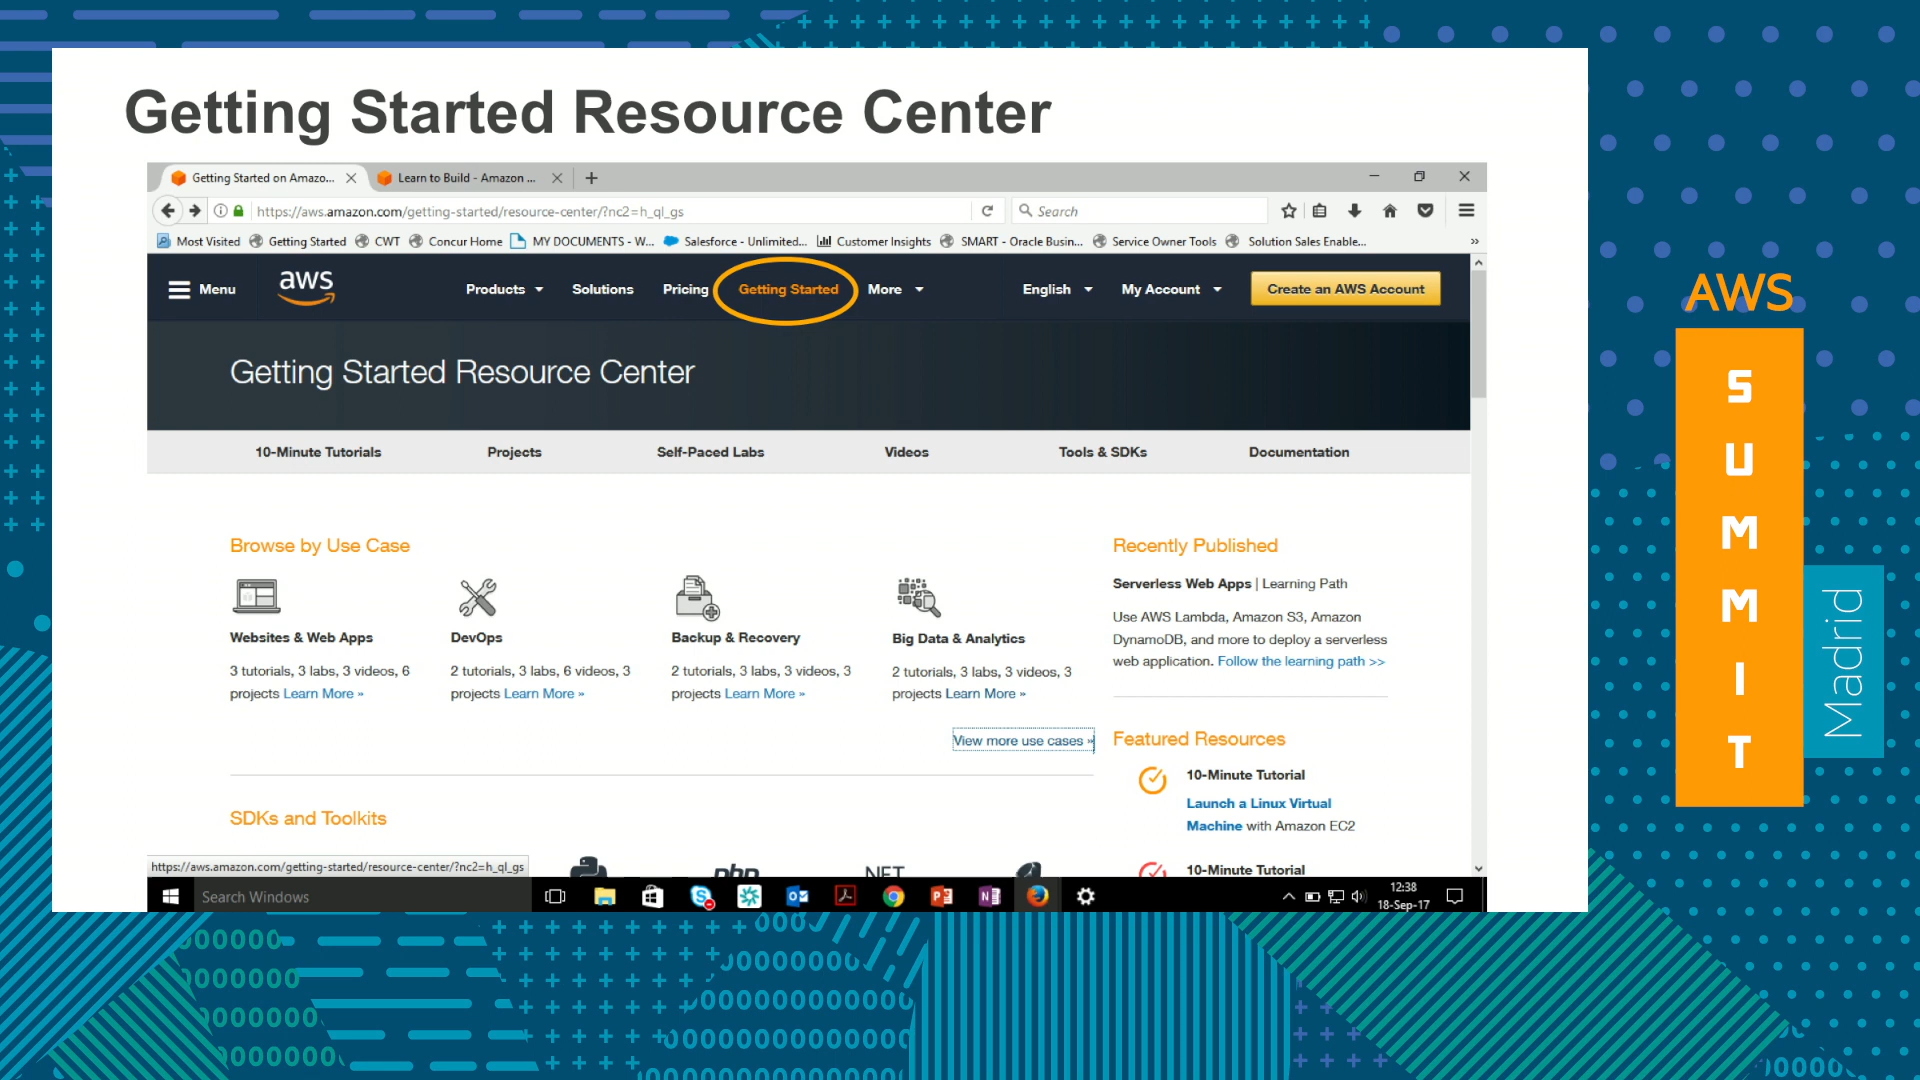 Getting Started Resource Center
Getting Started on Amazo...
Learn to Build - Amazon ...
https://aws.amazon.com/getting-started/resource-center/?nc2=h_ql_gs
Search
Most Visited Getting Started CWT Concur Home MY DOCUMENTS - W... Salesforce - Unlimited... Customer Insights SMART - Oracle Busin... Service Owner Tools Solution Sales Enable... »
Menu aws Products Solutions Pricing Getting Started More English My Account Create an AWS Account
Getting Started Resource Center
10-Minute Tutorials Projects Self-Paced Labs Videos Tools & SDKs Documentation
Browse by Use Case
Websites & Web Apps
3 tutorials, 3 labs, 3 videos, 6
projects Learn More »
DevOps
2 tutorials, 3 labs, 6 videos, 3
projects Learn More »
Backup & Recovery
2 tutorials, 3 labs, 3 videos, 3
projects Learn More »
Big Data & Analytics
2 tutorials, 3 labs, 3 videos, 3
projects Learn More »
View more use cases »
Recently Published
Serverless Web Apps | Learning Path
Use AWS Lambda, Amazon S3, Amazon
DynamoDB, and more to deploy a serverless
web application. Follow the learning path >>
Featured Resources
10-Minute Tutorial
Launch a Linux Virtual
Machine with Amazon EC2
10-Minute Tutorial
SDKs and Toolkits
php .NET
https://aws.amazon.com/getting-started/resource-center/?nc2=h_ql_gs
Search Windows
12:38
18-Sep-17
AWS
SUMMIT
Madrid